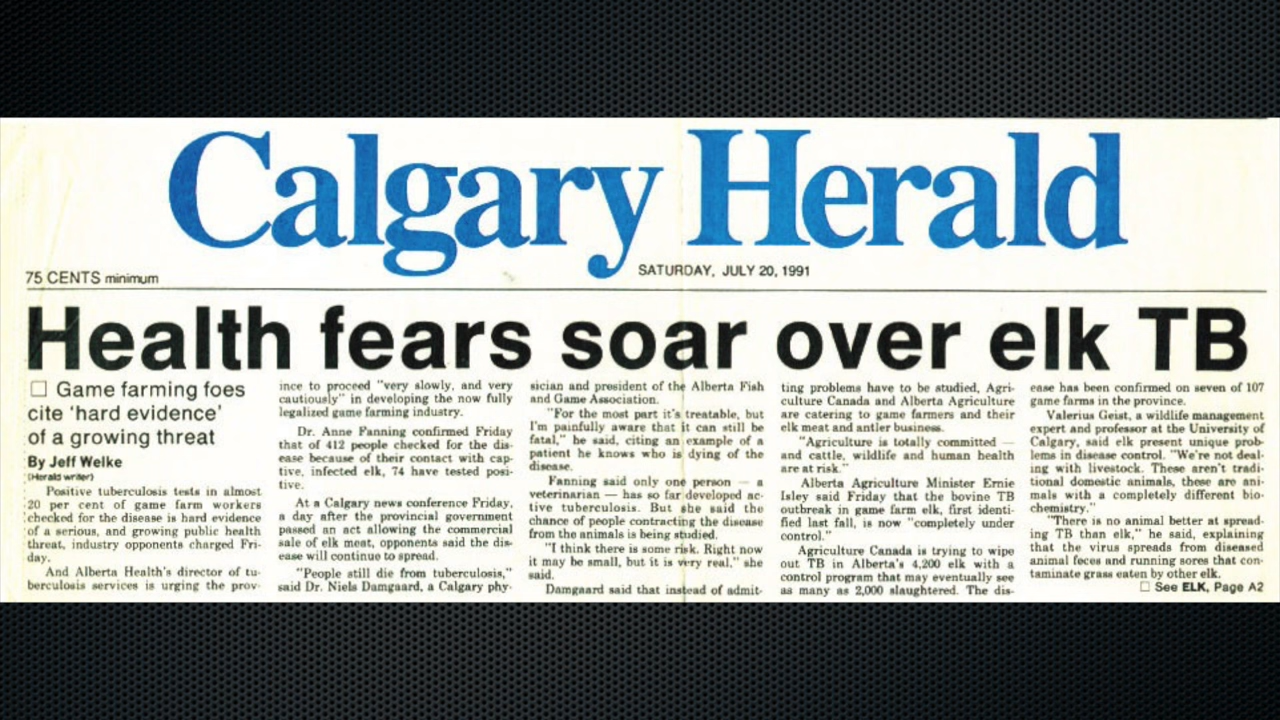 Calgary Herald
75 CENTS minimum
SATURDAY, JULY 20, 1991
Health fears soar over elk TB
□ Game farming foes
cite 'hard evidence'
of a growing threat
By Jeff Welke
(Herald writer)
Positive tuberculosis tests in almost
20 per cent of game farm workers
checked for the disease is hard evidence
of a serious, and growing public health
threat, industry opponents charged Fri-
day.
And Alberta Health's director of tu-
berculosis services is urging the prov-
ince to proceed "very slowly, and very
cautiously" in developing the now fully
legalized game farming industry.
Dr. Anne Fanning confirmed Friday
that of 412 people checked for the dis-
ease because of their contact with cap-
tive, infected elk, 74 have tested posi-
tive.
At a Calgary news conference Friday,
a day after the provincial government
passed an act allowing the commercial
sale of elk meat, opponents said the dis-
ease will continue to spread.
"People still die from tuberculosis,"
said Dr. Niels Damgaard, a Calgary phy-
sician and president of the Alberta Fish
and Game Association.
"For the most part it's treatable, but
I'm painfully aware that it can still be
fatal," he said, citing an example of a
patient he knows who is dying of the
disease.
Fanning said only one person — a
veterinarian — has so far developed ac-
tive tuberculosis. But she said the
chance of people contracting the disease
from the animals is being studied.
"I think there is some risk. Right now
it may be small, but it is very real," she
said.
Damgaard said that instead of admit-
ting problems have to be studied, Agri-
culture Canada and Alberta Agriculture
are catering to game farmers and their
elk meat and antler business.
"Agriculture is totally committed —
and cattle, wildlife and human health
are at risk."
Alberta Agriculture Minister Ernie
Isley said Friday that the bovine TB
outbreak in game farm elk, first identi-
fied last fall, is now "completely under
control."
Agriculture Canada is trying to wipe
out TB in Alberta's 4,200 elk with a
control program that may eventually see
as many as 2,000 slaughtered. The dis-
ease has been confirmed on seven of 107
game farms in the province.
Valerius Geist, a wildlife management
expert and professor at the University of
Calgary, said elk present unique prob-
lems in disease control. "We're not deal-
ing with livestock. These aren't tradi-
tional domestic animals, these are ani-
mals with a completely different bio-
chemistry."
"There is no animal better at spread-
ing TB than elk," he said, explaining
that the virus spreads from diseased
animal feces and running sores that con-
taminate grass eaten by other elk.
□ See ELK, Page A2